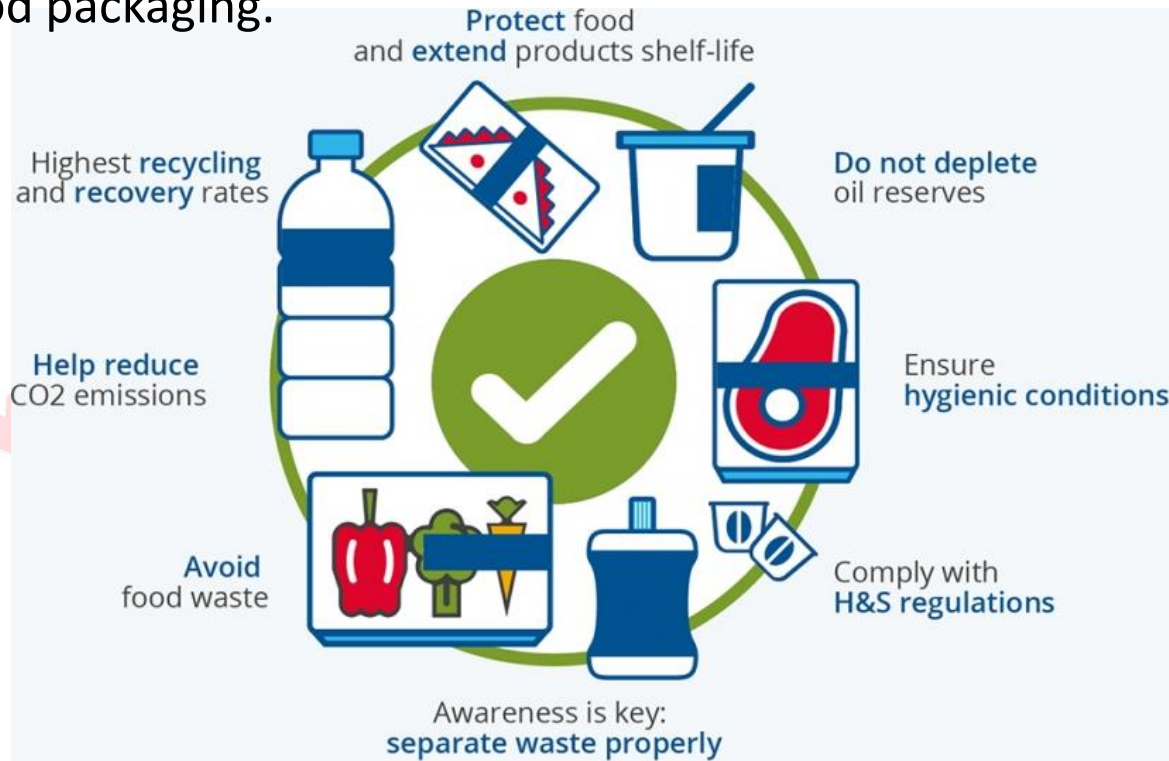 od packaging.
Protect food
and extend products shelf-life
Highest recycling
and recovery rates
Do not deplete
oil reserves
Help reduce
CO2 emissions
Ensure
hygienic conditions
Avoid
food waste
Comply with
H&S regulations
Awareness is key:
separate waste properly